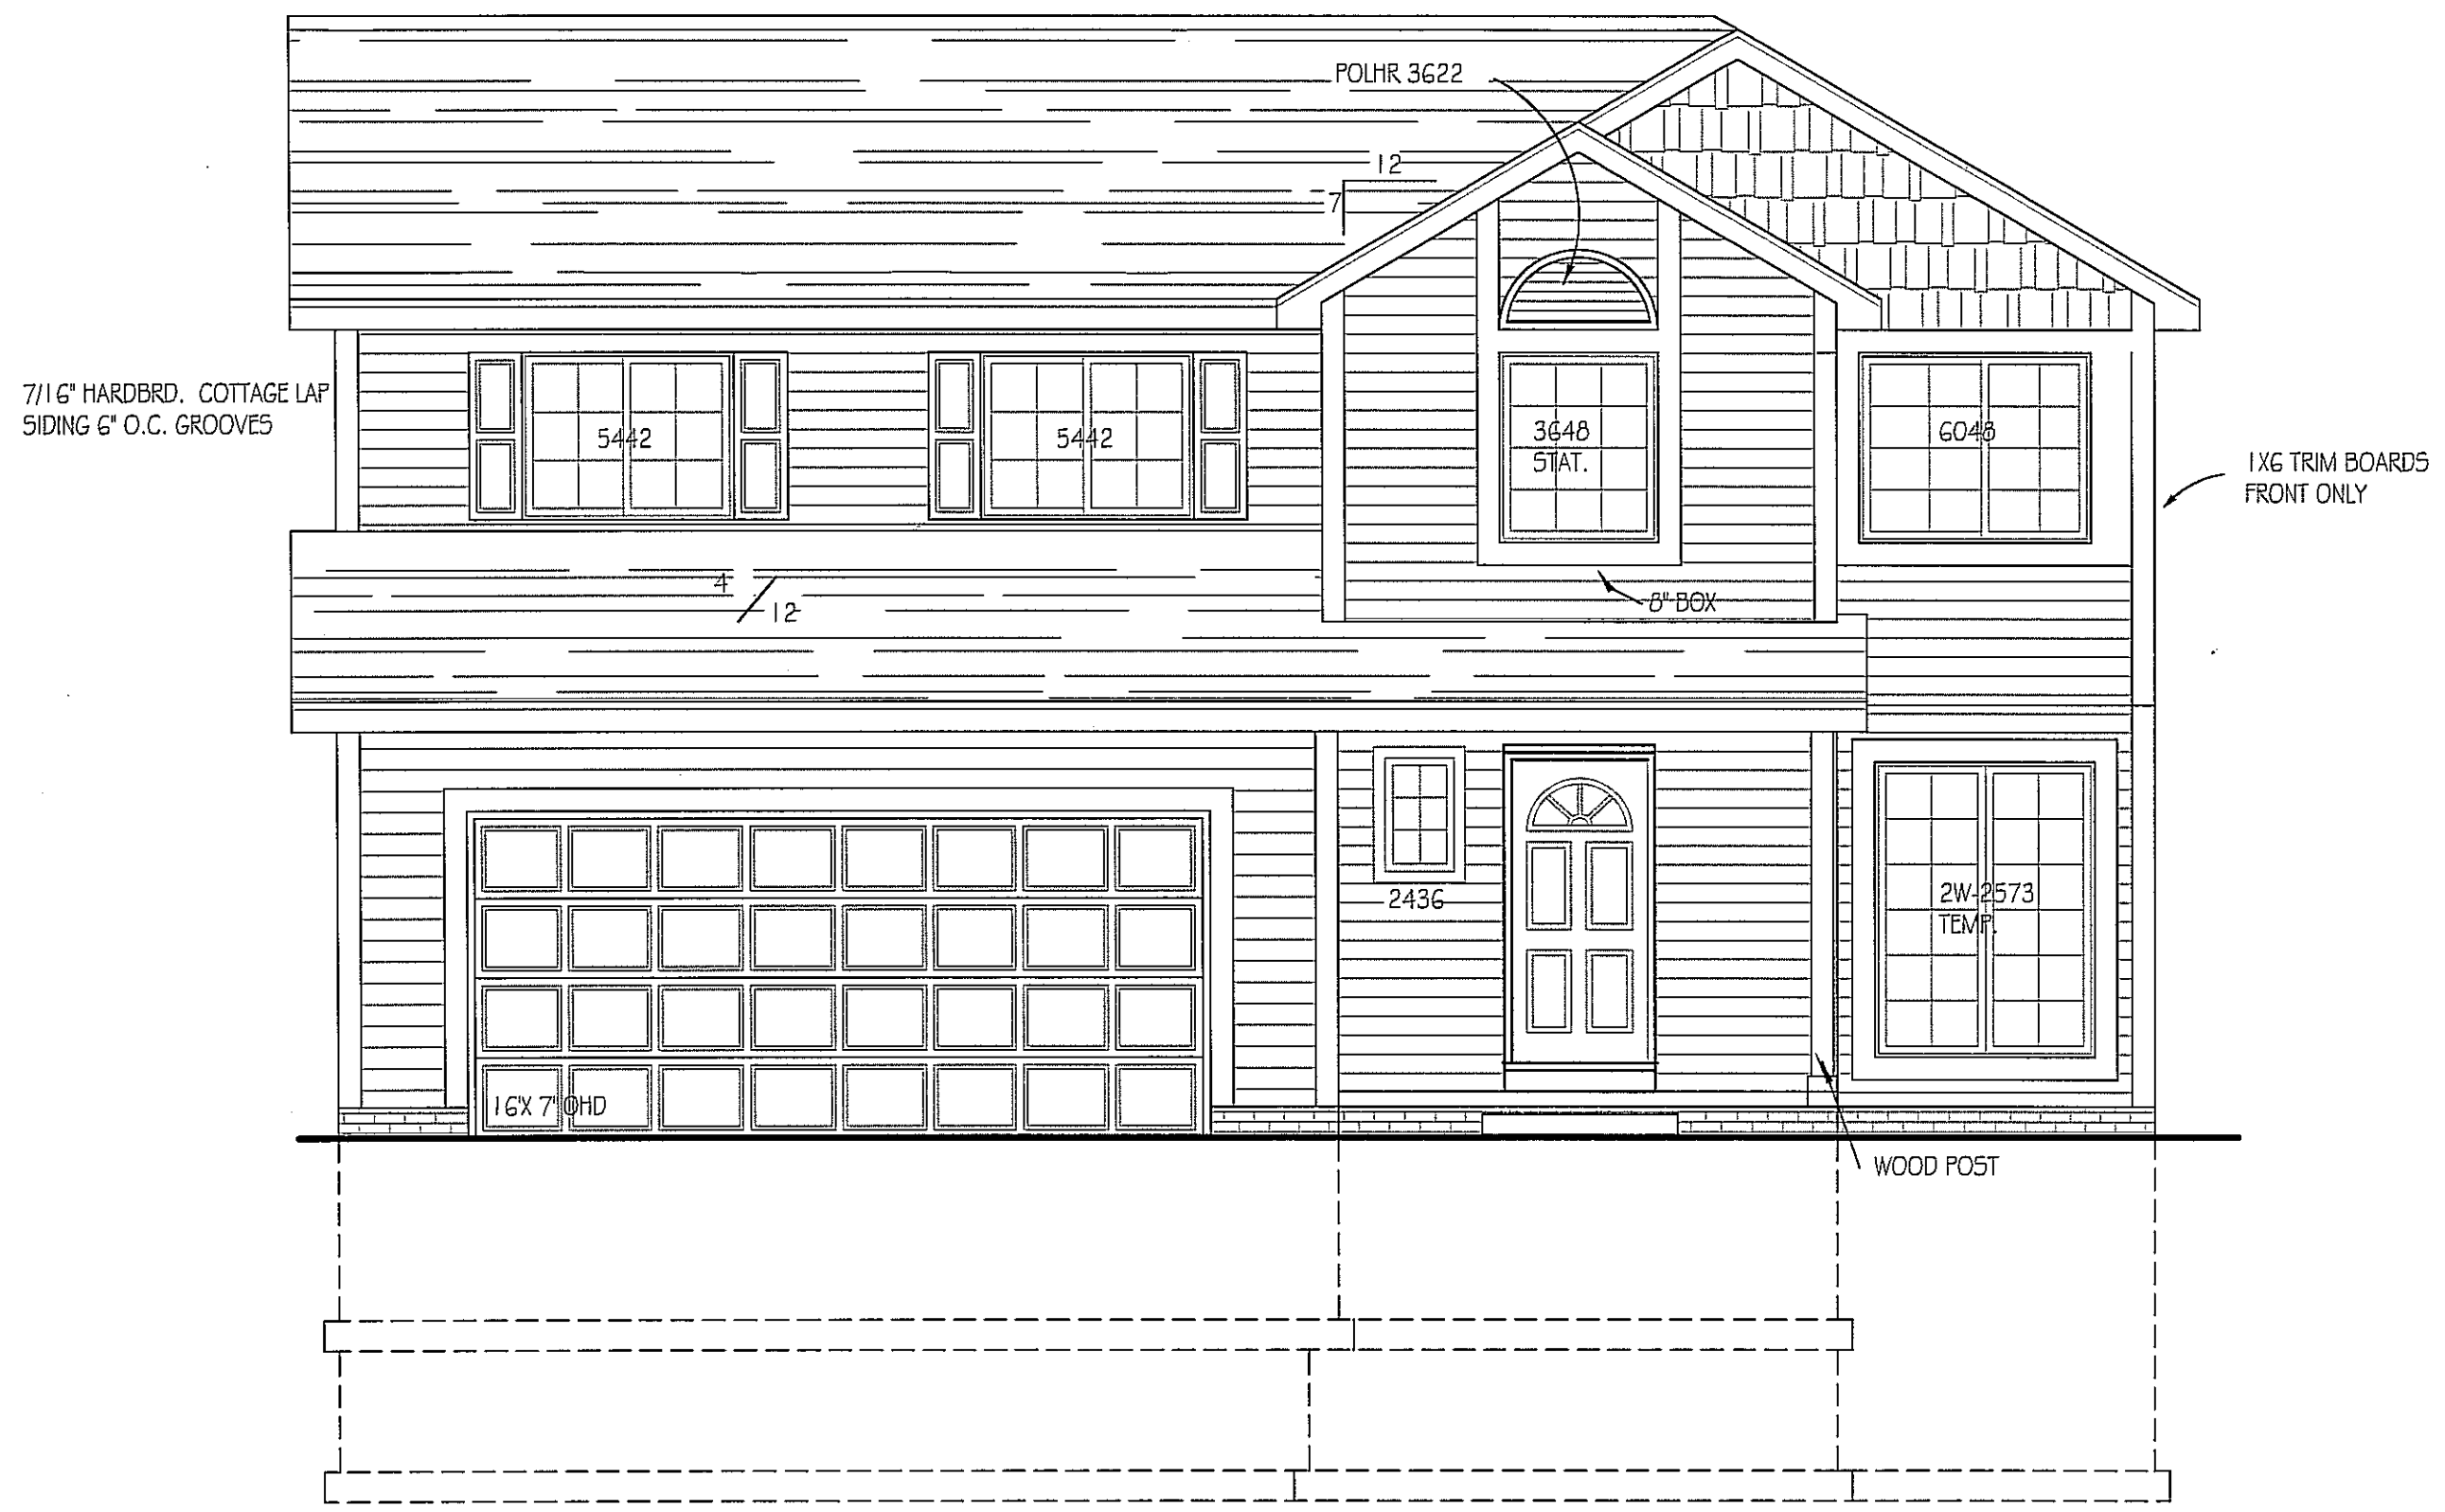 POLHR 3622
12
7
7/16" HARDBRD. COTTAGE LAP
SIDING 6" O.C. GROOVES
5442
5442
3648
STAT.
6048
1X6 TRIM BOARDS
FRONT ONLY
4
12
8" BOX
2436
2W-2573
TEMP.
16'X 7' OHD
WOOD POST